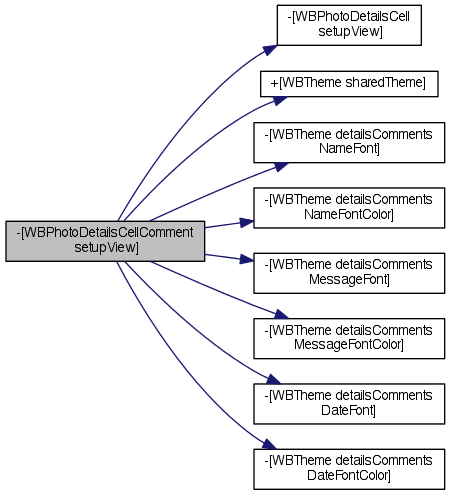 -[WBPhotoDetailsCell
setupView]
+[WBTheme sharedTheme]
-[WBTheme detailsComments
NameFont]
-[WBTheme detailsComments
NameFontColor]
-[WBPhotoDetailsCellComment
setupView]
-[WBTheme detailsComments
MessageFont]
-[WBTheme detailsComments
MessageFontColor]
-[WBTheme detailsComments
DateFont]
-[WBTheme detailsComments
DateFontColor]